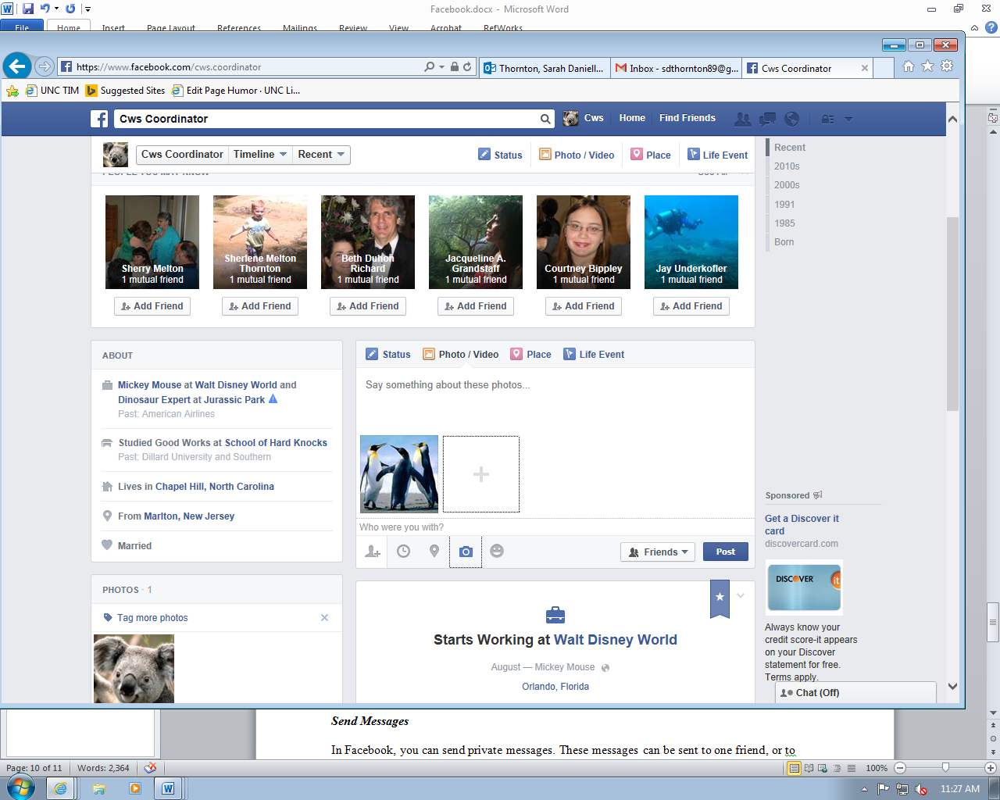 Facebook.docx - Microsoft Word
File Home Insert Page Layout References Mailings Review View Acrobat RefWorks
https://www.facebook.com/cws.coordinator
Thornton, Sarah Daniell...
Inbox - sdthornton89@g...
Cws Coordinator
UNC TIM
Suggested Sites
Edit Page Humor · UNC Li...
Cws Coordinator
Cws
Home
Find Friends
Cws Coordinator
Timeline
Recent
Status
Photo / Video
Place
Life Event
PEOPLE YOU MAY KNOW
See All
Sherry Melton
1 mutual friend
Add Friend
Sherlene Melton
Thornton
1 mutual friend
Add Friend
Beth Duhon
Richard
1 mutual friend
Add Friend
Jacqueline A.
Grandstaff
1 mutual friend
Add Friend
Courtney Bippley
1 mutual friend
Add Friend
Jay Underkofler
1 mutual friend
Add Friend
Recent
2010s
2000s
1991
1985
Born
ABOUT
Mickey Mouse at Walt Disney World and
Dinosaur Expert at Jurassic Park
Past: American Airlines
Studied Good Works at School of Hard Knocks
Past: Dillard University and Southern
Lives in Chapel Hill, North Carolina
From Marlton, New Jersey
Married
PHOTOS · 1
Tag more photos
Status
Photo / Video
Place
Life Event
Say something about these photos...
Who were you with?
Friends
Post
Starts Working at Walt Disney World
August — Mickey Mouse
Orlando, Florida
Sponsored
Get a Discover it
card
discovercard.com
DISCOVER it
Always know your
credit score-it appears
on your Discover
statement for free.
Terms apply.
Chat (Off)
Send Messages
In Facebook, you can send private messages. These messages can be sent to one friend, or to
Page: 10 of 11
Words: 2,364
100%
11:27 AM